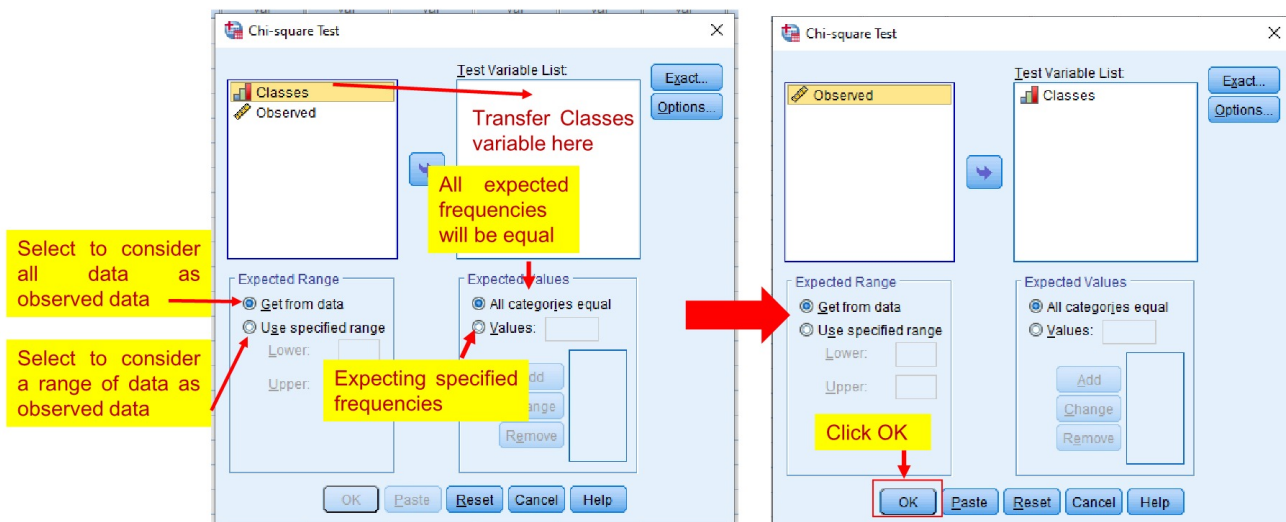 Chi-square Test
Classes
Observed
Test Variable List:
Exact...
Options...
Transfer Classes
variable here
All expected
frequencies
will be equal
Select to consider
all data as
observed data
Expected Range
Get from data
Use specified range
Lower:
Upper:
Expected Values
All categories equal
Values:
Select to consider
a range of data as
observed data
Expecting specified
frequencies
Remove
OK
Paste
Reset
Cancel
Help
Chi-square Test
Observed
Test Variable List:
Classes
Exact...
Options...
Expected Range
Get from data
Use specified range
Lower:
Upper:
Expected Values
All categories equal
Values:
Add
Change
Remove
Click OK
OK
Paste
Reset
Cancel
Help